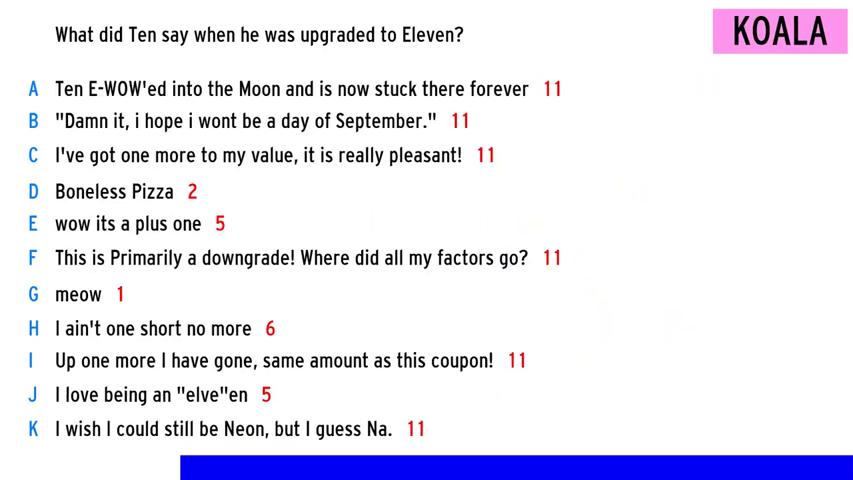 What did Ten say when he was upgraded to Eleven?
KOALA
A Ten E-WOW'ed into the Moon and is now stuck there forever 11
B "Damn it, i hope i wont be a day of September." 11
C I've got one more to my value, it is really pleasant! 11
D Boneless Pizza 2
E wow its a plus one 5
F This is Primarily a downgrade! Where did all my factors go? 11
G meow 1
H I ain't one short no more 6
I Up one more I have gone, same amount as this coupon! 11
J I love being an "elve"en 5
K I wish I could still be Neon, but I guess Na. 11